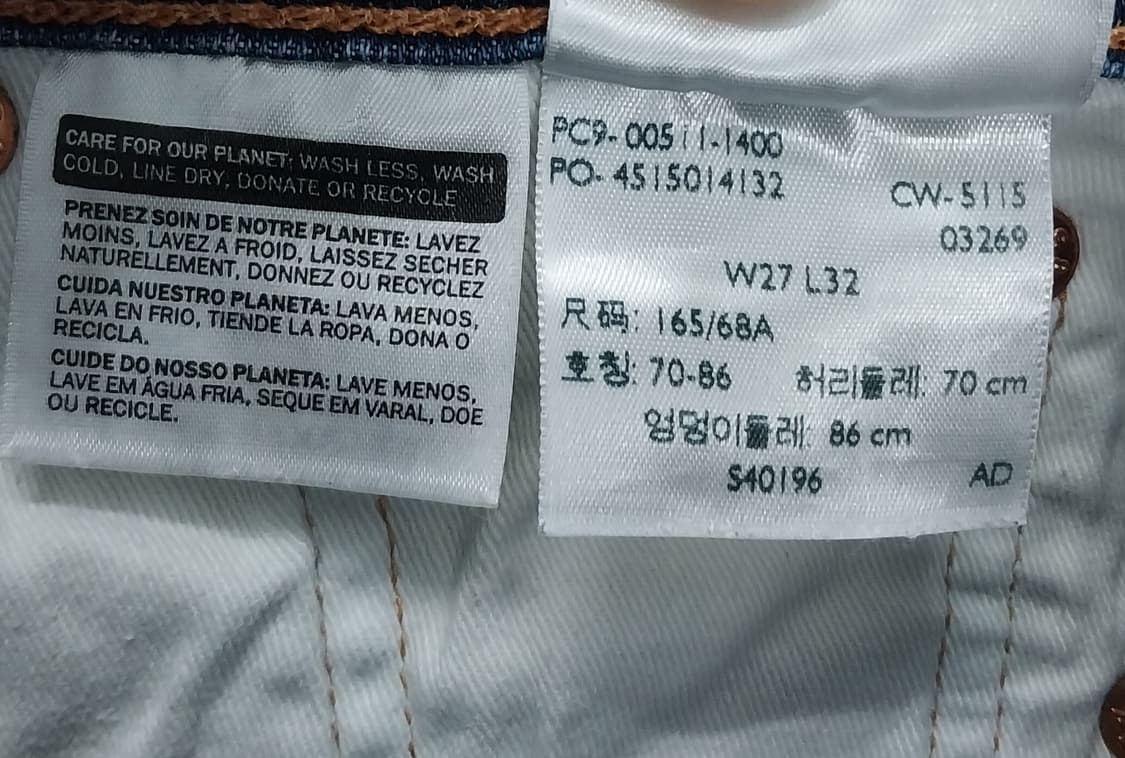 CARE FOR OUR PLANET: WASH LESS, WASH
COLD, LINE DRY, DONATE OR RECYCLE
PRENEZ SOIN DE NOTRE PLANETE: LAVEZ
MOINS, LAVEZ A FROID, LAISSEZ SECHER
NATURELLEMENT, DONNEZ OU RECYCLEZ
CUIDA NUESTRO PLANETA: LAVA MENOS,
LAVA EN FRIO, TIENDE LA ROPA, DONA O
RECICLA.
CUIDE DO NOSSO PLANETA: LAVE MENOS,
LAVE EM ÁGUA FRIA, SEQUE EM VARAL, DOE
OU RECICLE.
PC9-00511-1400
PO-4515014132
CW-5115
03269
W27 L32
尺码: 165/68A
호칭: 70-86 허리둘레: 70 cm
엉덩이둘레: 86 cm
S40196 AD